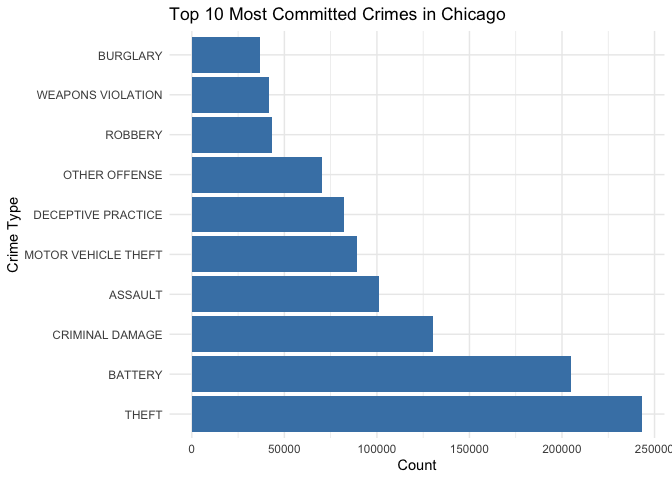 Top 10 Most Committed Crimes in Chicago
Crime Type
BURGLARY
WEAPONS VIOLATION
ROBBERY
OTHER OFFENSE
DECEPTIVE PRACTICE
MOTOR VEHICLE THEFT
ASSAULT
CRIMINAL DAMAGE
BATTERY
THEFT
0 50000 100000 150000 200000 250000
Count